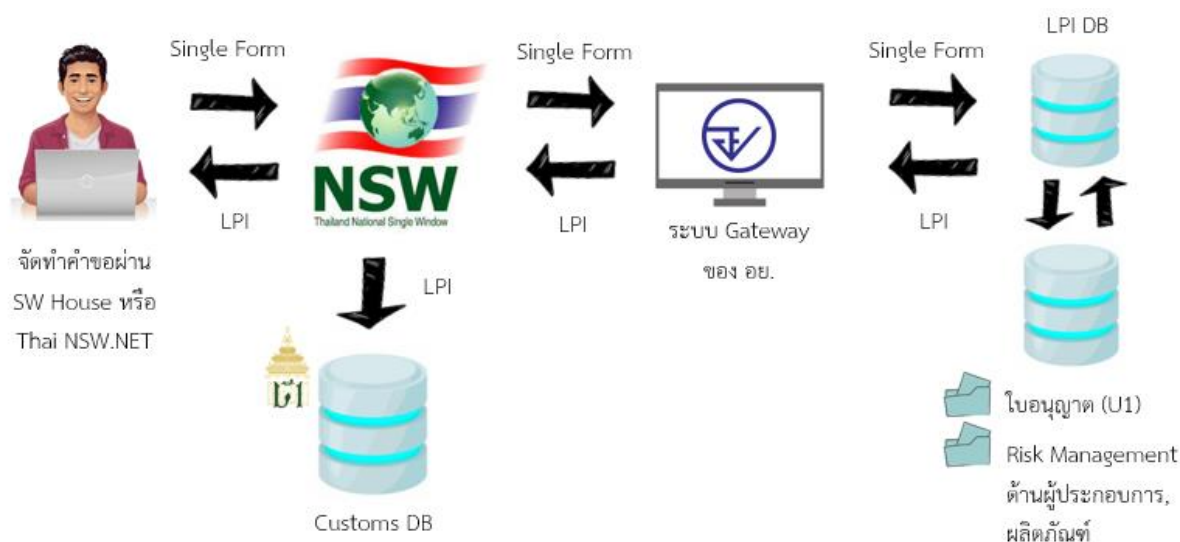 Single Form
Single Form
Single Form
LPI DB
NSW
Thailand National Single Window
LPI
LPI
LPI
ระบบ Gateway
ของ อย.
จัดทำคำขอผ่าน
SW House หรือ
Thai NSW.NET
LPI
Customs DB
ใบอนุญาต (U1)
Risk Management
ด้านผู้ประกอบการ,
ผลิตภัณฑ์